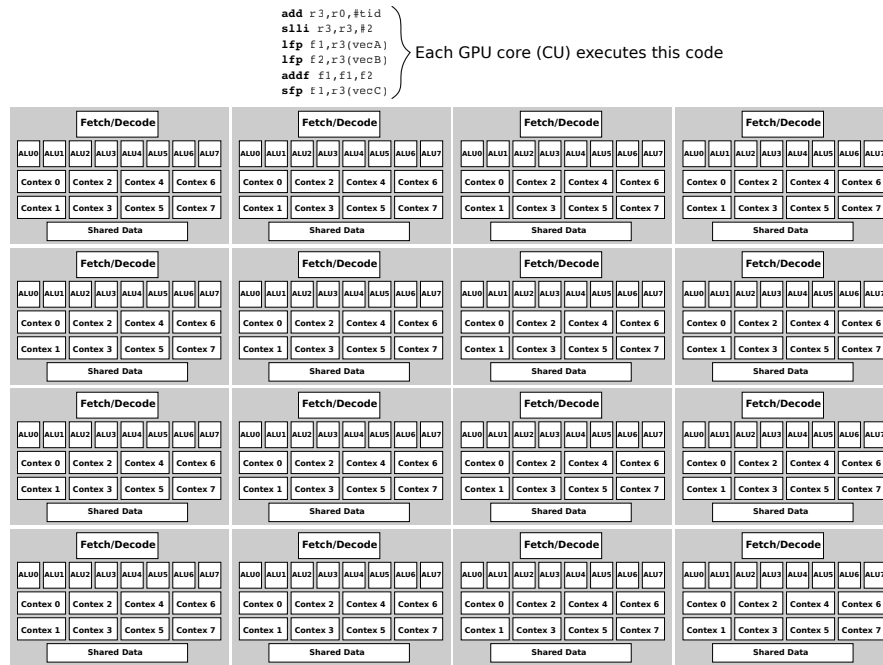 add r3,r0,#tid
slli r3,r3,#2
lfp f1,r3(vecA)
lfp f2,r3(vecB)
addf f1,f1,f2
sfp f1,r3(vecC)
Each GPU core (CU) executes this code
Fetch/Decode Fetch/Decode Fetch/Decode Fetch/Decode
ALU0 ALU1 ALU2 ALU3 ALU4 ALU5 ALU6 ALU7 ALU0 ALU1 ALU2 ALU3 ALU4 ALU5 ALU6 ALU7 ALU0 ALU1 ALU2 ALU3 ALU4 ALU5 ALU6 ALU7 ALU0 ALU1 ALU2 ALU3 ALU4 ALU5 ALU6 ALU7
Contex 0 Contex 2 Contex 4 Contex 6 Contex 0 Contex 2 Contex 4 Contex 6 Contex 0 Contex 2 Contex 4 Contex 6 Contex 0 Contex 2 Contex 4 Contex 6
Contex 1 Contex 3 Contex 5 Contex 7 Contex 1 Contex 3 Contex 5 Contex 7 Contex 1 Contex 3 Contex 5 Contex 7 Contex 1 Contex 3 Contex 5 Contex 7
Shared Data Shared Data Shared Data Shared Data
Fetch/Decode Fetch/Decode Fetch/Decode Fetch/Decode
ALU0 ALU1 ALU2 ALU3 ALU4 ALU5 ALU6 ALU7 ALU0 ALU1 ALU2 ALU3 ALU4 ALU5 ALU6 ALU7 ALU0 ALU1 ALU2 ALU3 ALU4 ALU5 ALU6 ALU7 ALU0 ALU1 ALU2 ALU3 ALU4 ALU5 ALU6 ALU7
Contex 0 Contex 2 Contex 4 Contex 6 Contex 0 Contex 2 Contex 4 Contex 6 Contex 0 Contex 2 Contex 4 Contex 6 Contex 0 Contex 2 Contex 4 Contex 6
Contex 1 Contex 3 Contex 5 Contex 7 Contex 1 Contex 3 Contex 5 Contex 7 Contex 1 Contex 3 Contex 5 Contex 7 Contex 1 Contex 3 Contex 5 Contex 7
Shared Data Shared Data Shared Data Shared Data
Fetch/Decode Fetch/Decode Fetch/Decode Fetch/Decode
ALU0 ALU1 ALU2 ALU3 ALU4 ALU5 ALU6 ALU7 ALU0 ALU1 ALU2 ALU3 ALU4 ALU5 ALU6 ALU7 ALU0 ALU1 ALU2 ALU3 ALU4 ALU5 ALU6 ALU7 ALU0 ALU1 ALU2 ALU3 ALU4 ALU5 ALU6 ALU7
Contex 0 Contex 2 Contex 4 Contex 6 Contex 0 Contex 2 Contex 4 Contex 6 Contex 0 Contex 2 Contex 4 Contex 6 Contex 0 Contex 2 Contex 4 Contex 6
Contex 1 Contex 3 Contex 5 Contex 7 Contex 1 Contex 3 Contex 5 Contex 7 Contex 1 Contex 3 Contex 5 Contex 7 Contex 1 Contex 3 Contex 5 Contex 7
Shared Data Shared Data Shared Data Shared Data
Fetch/Decode Fetch/Decode Fetch/Decode Fetch/Decode
ALU0 ALU1 ALU2 ALU3 ALU4 ALU5 ALU6 ALU7 ALU0 ALU1 ALU2 ALU3 ALU4 ALU5 ALU6 ALU7 ALU0 ALU1 ALU2 ALU3 ALU4 ALU5 ALU6 ALU7 ALU0 ALU1 ALU2 ALU3 ALU4 ALU5 ALU6 ALU7
Contex 0 Contex 2 Contex 4 Contex 6 Contex 0 Contex 2 Contex 4 Contex 6 Contex 0 Contex 2 Contex 4 Contex 6 Contex 0 Contex 2 Contex 4 Contex 6
Contex 1 Contex 3 Contex 5 Contex 7 Contex 1 Contex 3 Contex 5 Contex 7 Contex 1 Contex 3 Contex 5 Contex 7 Contex 1 Contex 3 Contex 5 Contex 7
Shared Data Shared Data Shared Data Shared Data